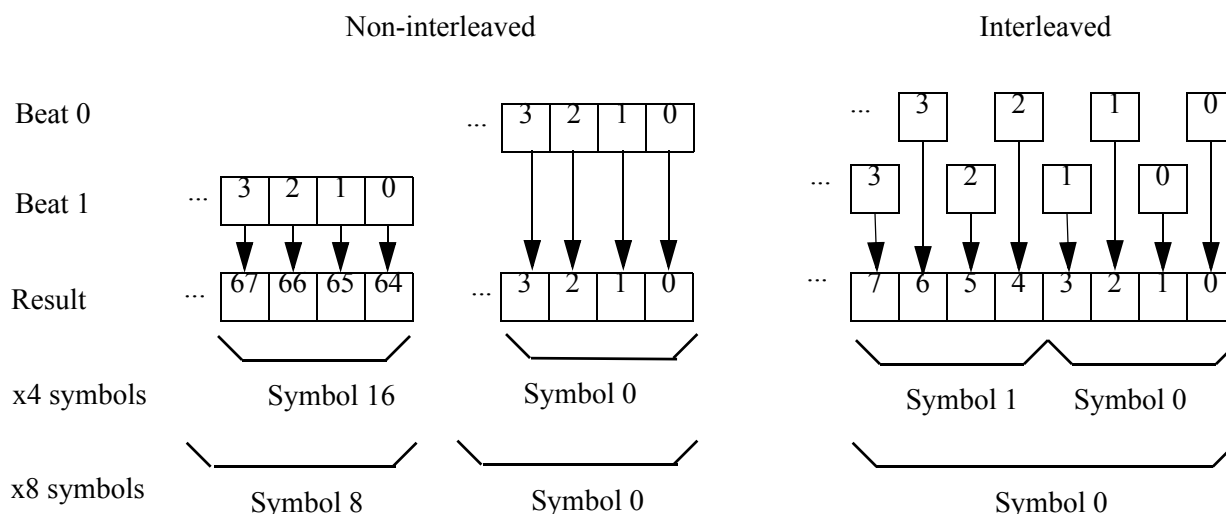 Non-interleaved Interleaved
Beat 0 ... 3 2 1 0 ... 3 2 1 0
Beat 1 ... 3 2 1 0 ... 3 2 1 0
Result ... 67 66 65 64 ... 3 2 1 0 ... 7 6 5 4 3 2 1 0
x4 symbols Symbol 16 Symbol 0 Symbol 1 Symbol 0
x8 symbols Symbol 8 Symbol 0 Symbol 0